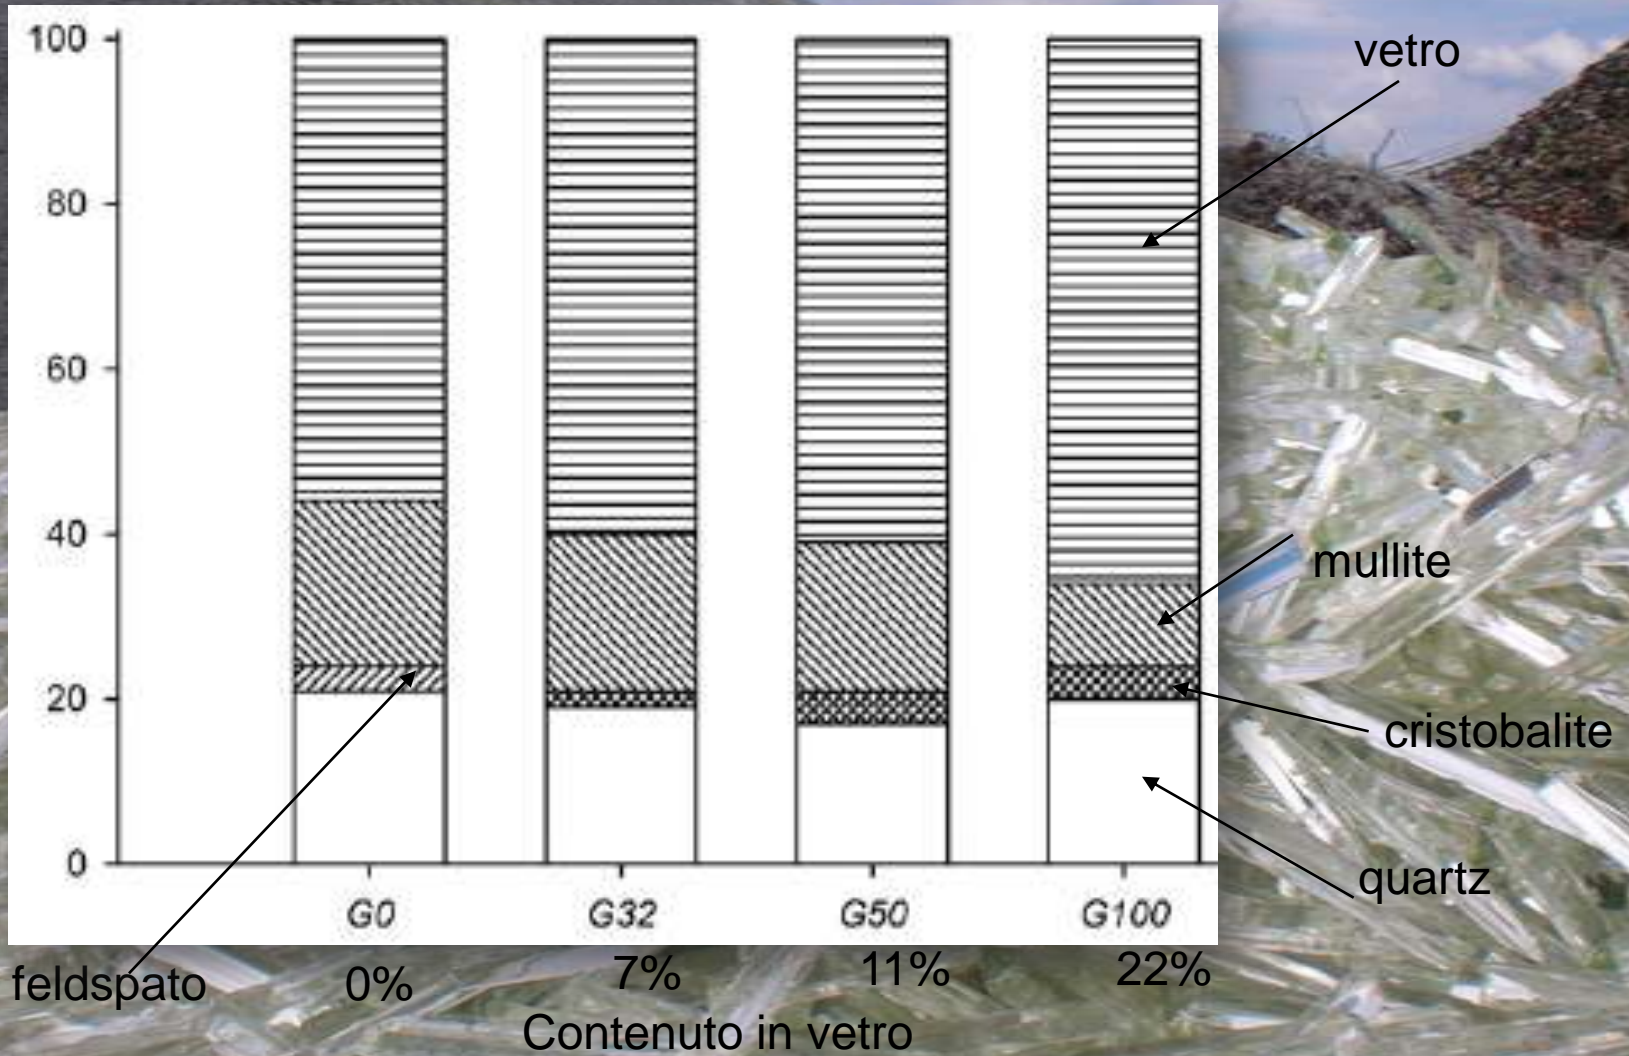 100
80
60
40
20
0
vetro
mullite
cristobalite
quartz
feldspato
G0 G32 G50 G100
0% 7% 11% 22%
Contenuto in vetro